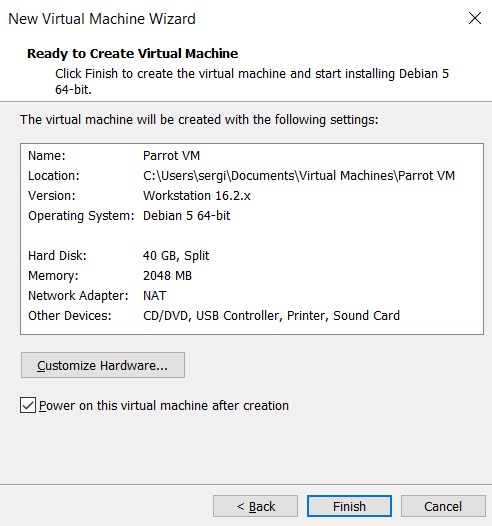 New Virtual Machine Wizard
Ready to Create Virtual Machine
Click Finish to create the virtual machine and start installing Debian 5
64-bit.
The virtual machine will be created with the following settings:
Name: Parrot VM
Location: C:\Users\sergi\Documents\Virtual Machines\Parrot VM
Version: Workstation 16.2.x
Operating System: Debian 5 64-bit
Hard Disk: 40 GB, Split
Memory: 2048 MB
Network Adapter: NAT
Other Devices: CD/DVD, USB Controller, Printer, Sound Card
Customize Hardware...
Power on this virtual machine after creation
< Back Finish Cancel